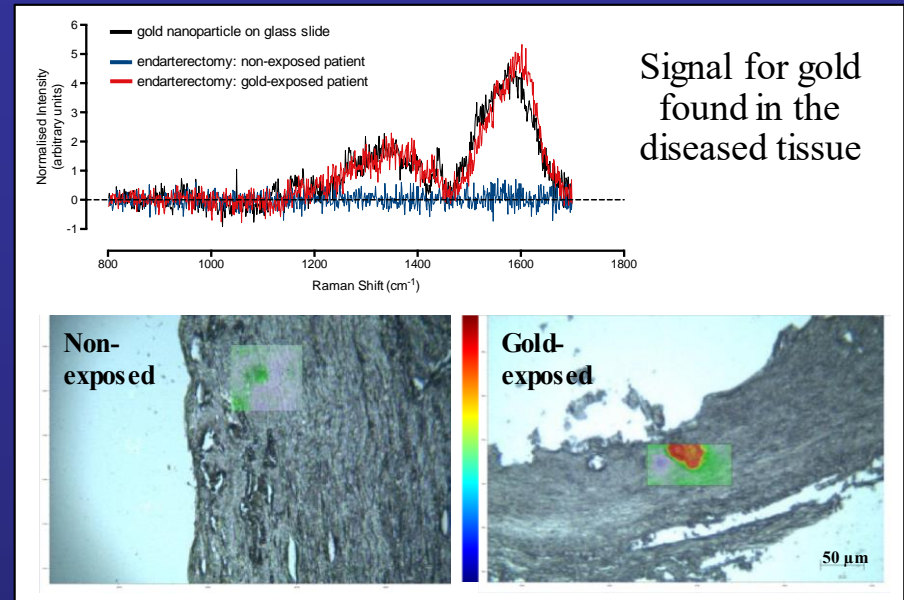 6
5
4
3
2
1
0
-1
Normalised Intensity
(arbitrary units)
gold nanoparticle on glass slide
endarterectomy: non-exposed patient
endarterectomy: gold-exposed patient
Signal for gold
found in the
diseased tissue
800 1000 1200 1400 1600 1800
Raman Shift (cm⁻¹)
Non-
exposed
Gold-
exposed
50 µm